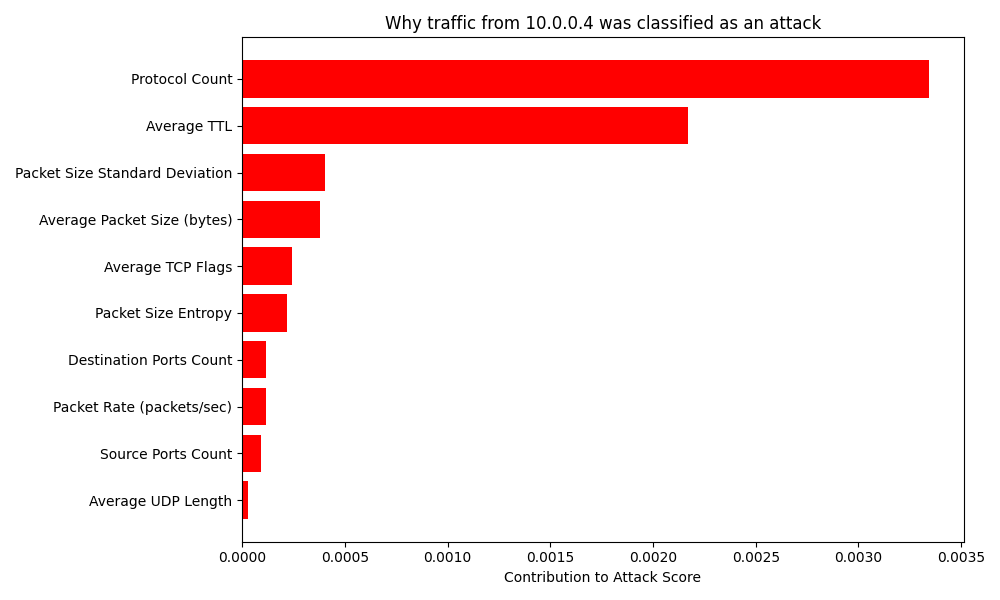 Why traffic from 10.0.0.4 was classified as an attack
Protocol Count
Average TTL
Packet Size Standard Deviation
Average Packet Size (bytes)
Average TCP Flags
Packet Size Entropy
Destination Ports Count
Packet Rate (packets/sec)
Source Ports Count
Average UDP Length
0.0000 0.0005 0.0010 0.0015 0.0020 0.0025 0.0030 0.0035
Contribution to Attack Score